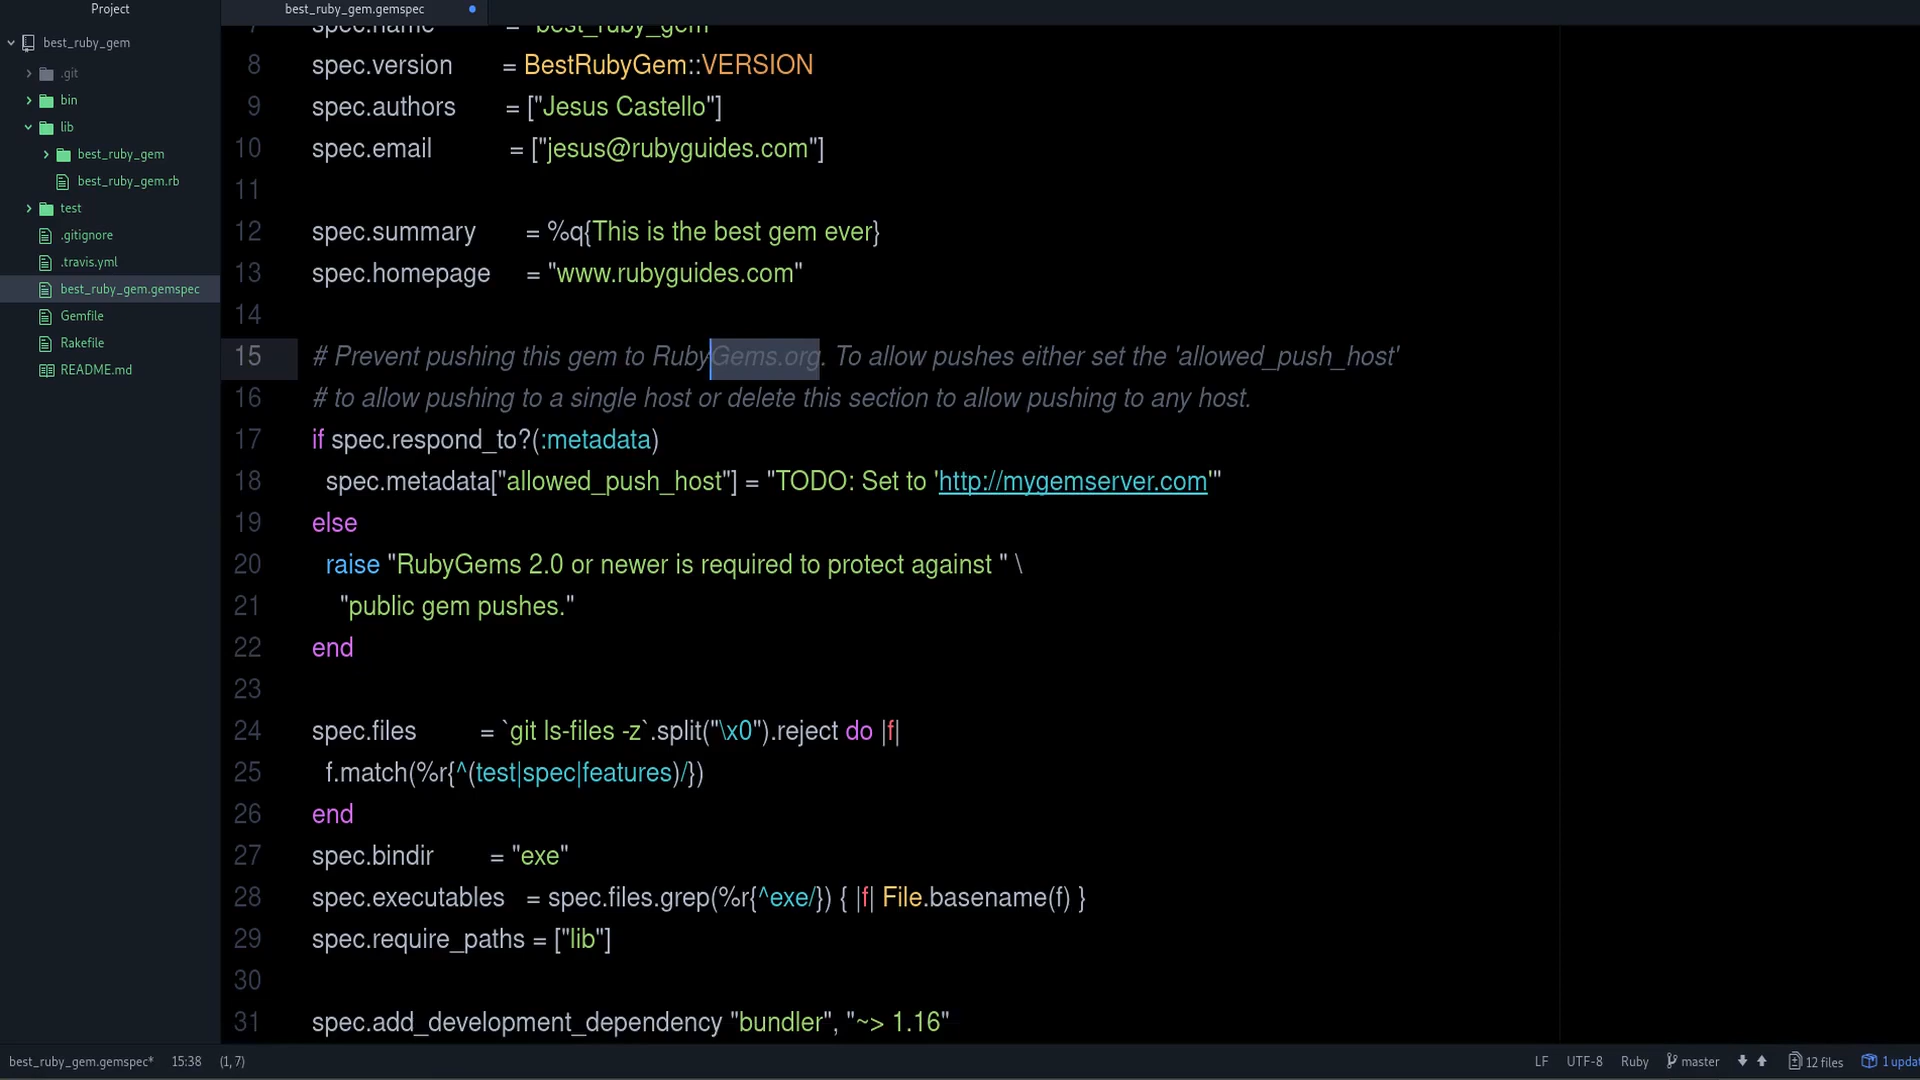 Project
best_ruby_gem.gemspec
best_ruby_gem
.git
bin
lib
best_ruby_gem
best_ruby_gem.rb
test
.gitignore
.travis.yml
best_ruby_gem.gemspec
Gemfile
Rakefile
README.md
7 spec.name = "best_ruby_gem"
8 spec.version = BestRubyGem::VERSION
9 spec.authors = ["Jesus Castello"]
10 spec.email = ["jesus@rubyguides.com"]
11
12 spec.summary = %q{This is the best gem ever}
13 spec.homepage = "www.rubyguides.com"
14
15 # Prevent pushing this gem to RubyGems.org. To allow pushes either set the 'allowed_push_host'
16 # to allow pushing to a single host or delete this section to allow pushing to any host.
17 if spec.respond_to?(:metadata)
18 spec.metadata["allowed_push_host"] = "TODO: Set to 'http://mygemserver.com'"
19 else
20 raise "RubyGems 2.0 or newer is required to protect against " \
21 "public gem pushes."
22 end
23
24 spec.files = `git ls-files -z`.split("\x0").reject do |f|
25 f.match(%r{^(test|spec|features)/})
26 end
27 spec.bindir = "exe"
28 spec.executables = spec.files.grep(%r{^exe/}) { |f| File.basename(f) }
29 spec.require_paths = ["lib"]
30
31 spec.add_development_dependency "bundler", "~> 1.16"
best_ruby_gem.gemspec* 15:38 (1, 7) LF UTF-8 Ruby master 12 files 1 upda